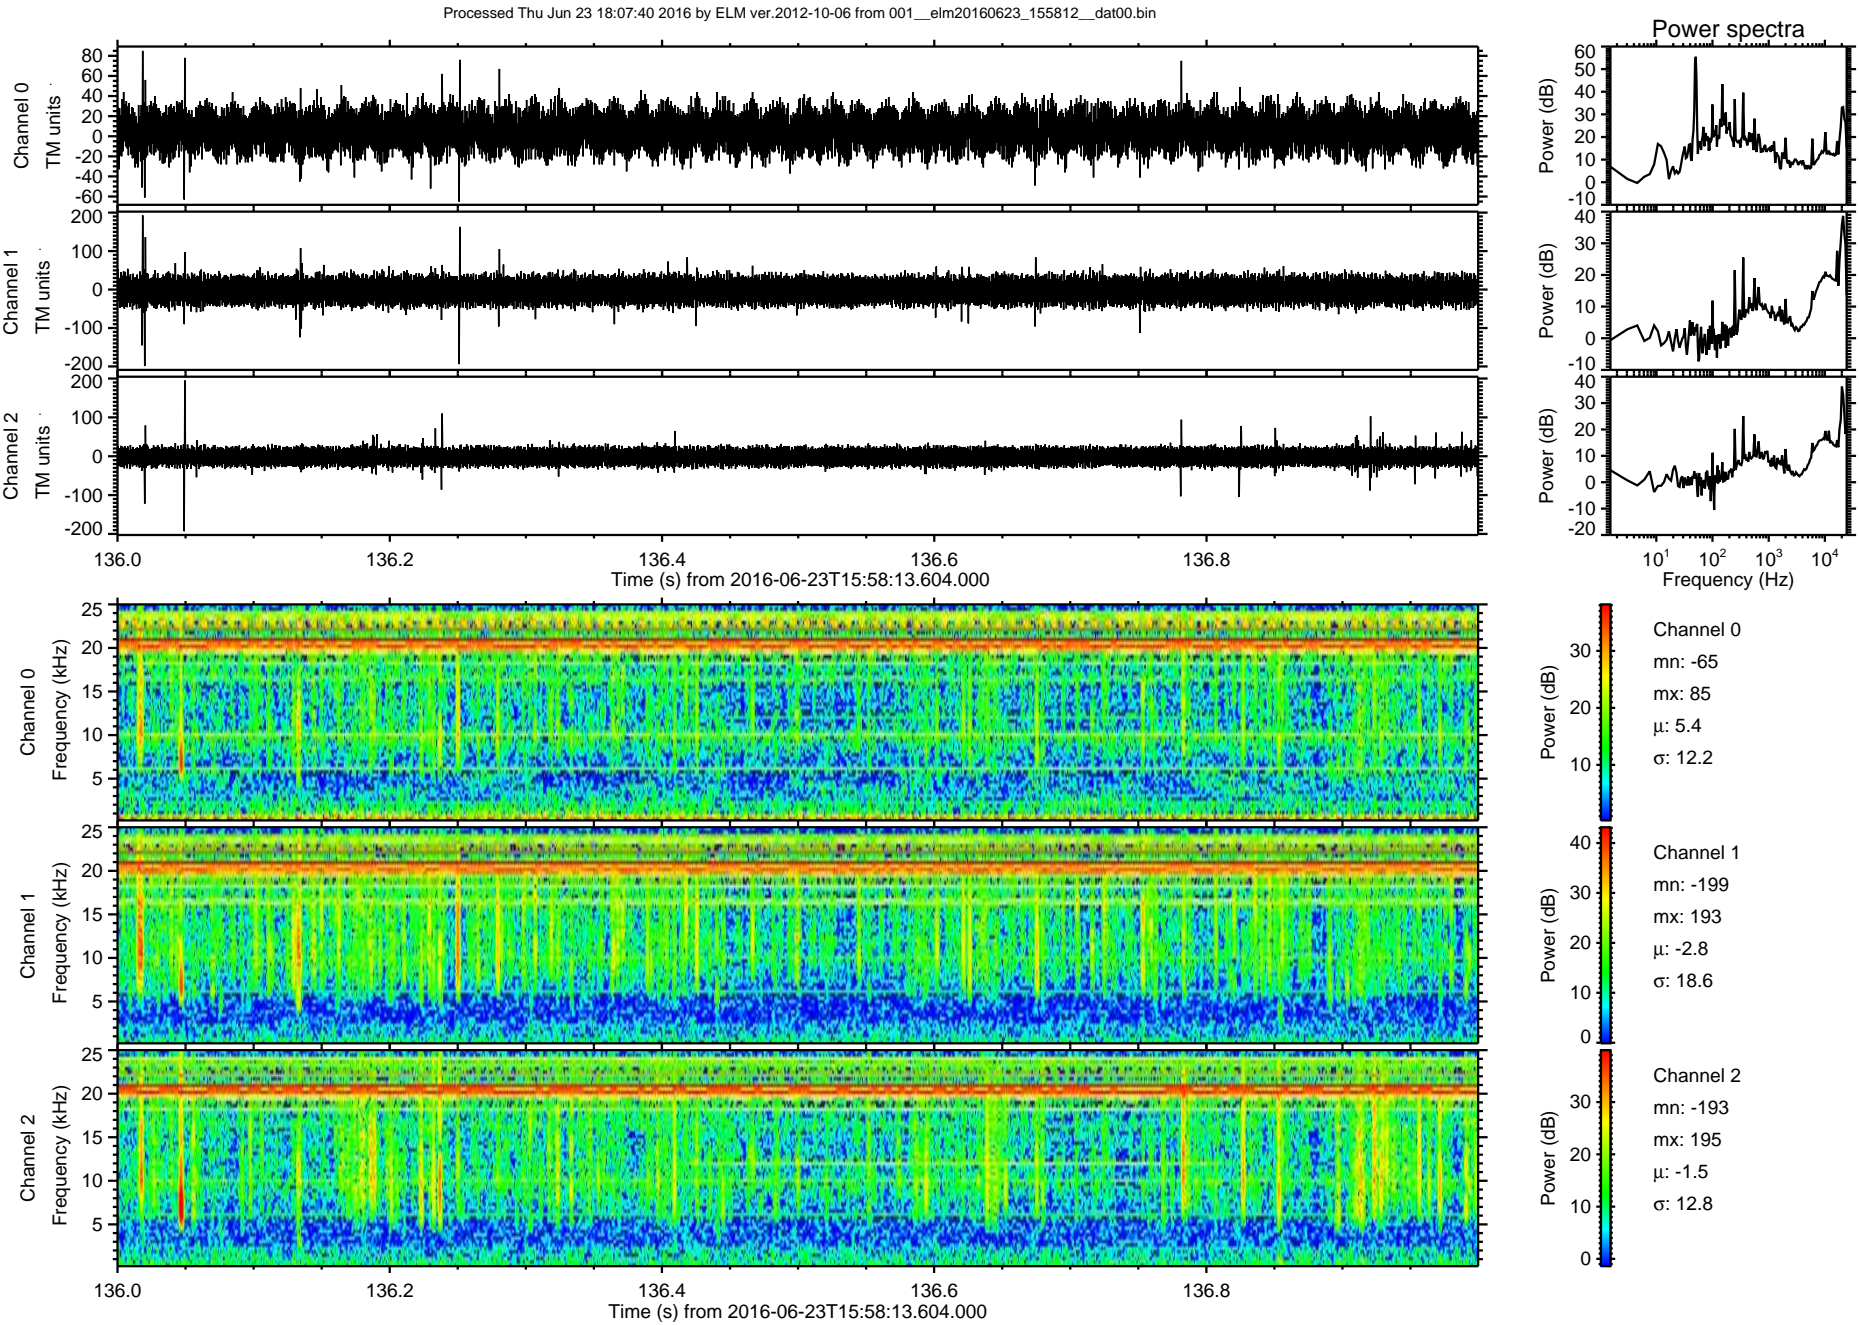 Processed Thu Jun 23 18:07:40 2016 by ELM ver.2012-10-06 from 001__elm20160623_155812__dat00.bin
Power spectra
Channel 0
TM units
80
60
40
20
0
-20
-40
-60
Power (dB)
60
50
40
30
20
10
0
-10
Channel 1
TM units
200
100
0
-100
-200
Power (dB)
40
30
20
10
0
-10
Channel 2
TM units
200
100
0
-100
-200
Power (dB)
40
30
20
10
0
-10
-20
136.0 136.2 136.4 136.6 136.8
Time (s) from 2016-06-23T15:58:13.604.000
10¹ 10² 10³ 10⁴
Frequency (Hz)
Channel 0
Frequency (kHz)
25
20
15
10
5
Power (dB)
30
20
10
Channel 0
mn: -65
mx: 85
µ: 5.4
σ: 12.2
Channel 1
Frequency (kHz)
25
20
15
10
5
Power (dB)
40
30
20
10
0
Channel 1
mn: -199
mx: 193
µ: -2.8
σ: 18.6
Channel 2
Frequency (kHz)
25
20
15
10
5
Power (dB)
30
20
10
0
Channel 2
mn: -193
mx: 195
µ: -1.5
σ: 12.8
136.0 136.2 136.4 136.6 136.8
Time (s) from 2016-06-23T15:58:13.604.000